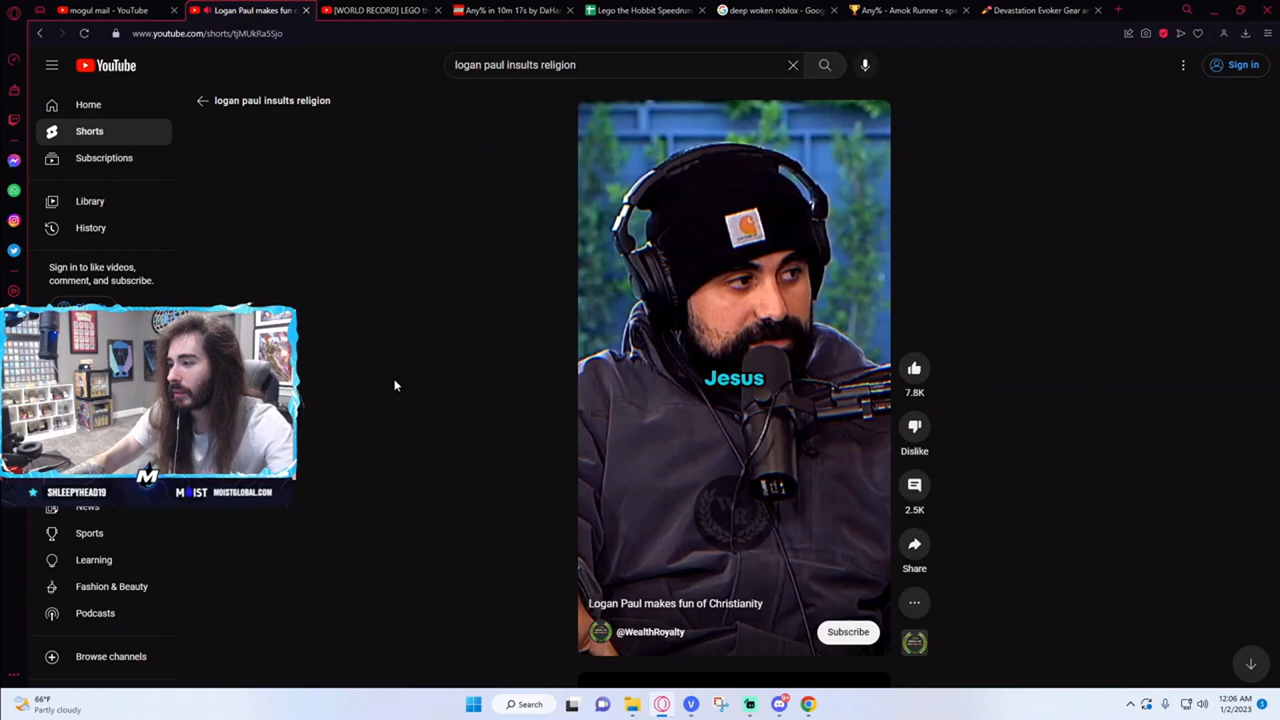 mogul mail - YouTube
Logan Paul makes fun c
[WORLD RECORD] LEGO th
Any% in 10m 17s by DaHar
Lego the Hobbit Speedrun
deep woken roblox - Goog
Any% - Amok Runner - spe
Devastation Evoker Gear an
www.youtube.com/shorts/tjMUkRa5Sjo
YouTube
logan paul insults religion
Sign in
Home
logan paul insults religion
Shorts
Subscriptions
Library
History
Sign in to like videos,
comment, and subscribe.
carhartt
Jesus
7.8K
Dislike
2.5K
Share
SHLEEPYHEAD19
M
MOIST
MOISTGLOBAL.COM
News
Sports
Learning
Fashion & Beauty
Podcasts
Browse channels
Logan Paul makes fun of Christianity
@WealthRoyalty
Subscribe
66°F
Partly cloudy
Search
12:06 AM
1/2/2023
3